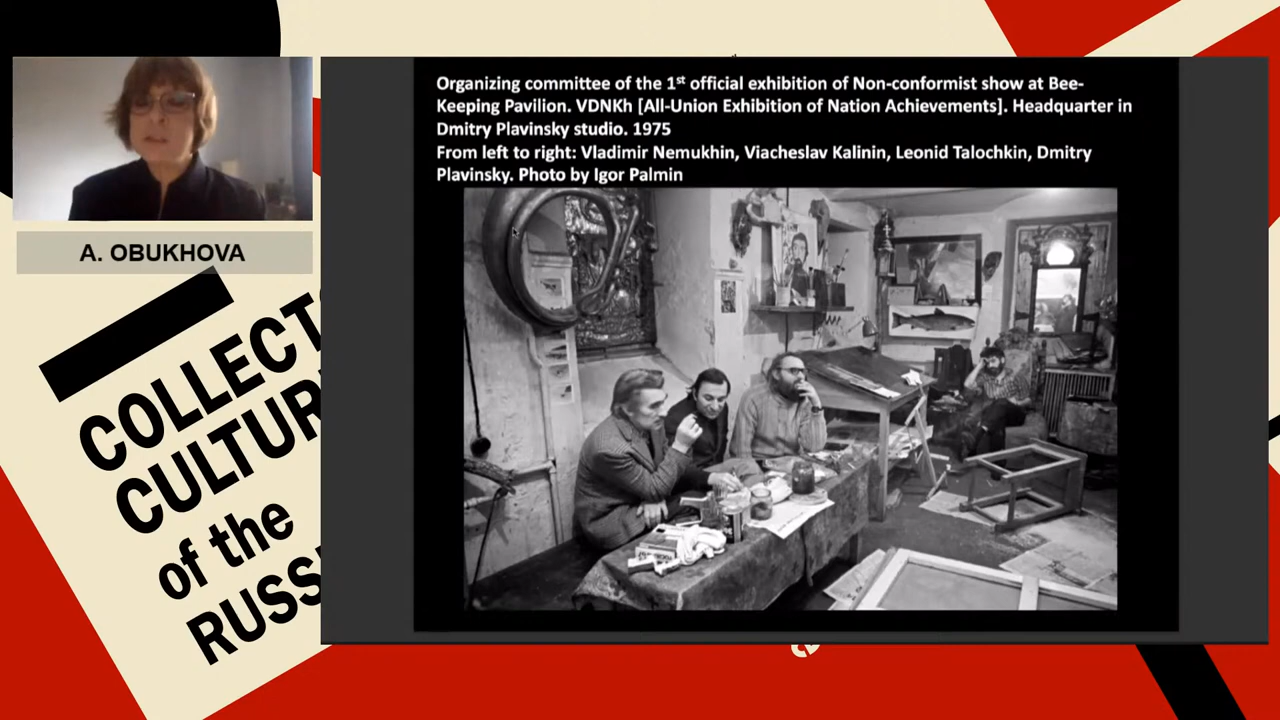 Organizing committee of the 1st official exhibition of Non-conformist show at Bee-
Keeping Pavilion. VDNKh [All-Union Exhibition of Nation Achievements]. Headquarter in
Dmitry Plavinsky studio. 1975
From left to right: Vladimir Nemukhin, Viacheslav Kalinin, Leonid Talochkin, Dmitry
Plavinsky. Photo by Igor Palmin
A. OBUKHOVA
COLLECT
CULTUR
of the
RUSS